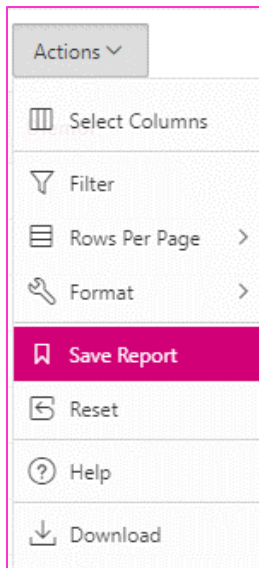 Actions
Select Columns
Filter
Rows Per Page
Format
Save Report
Reset
Help
Download